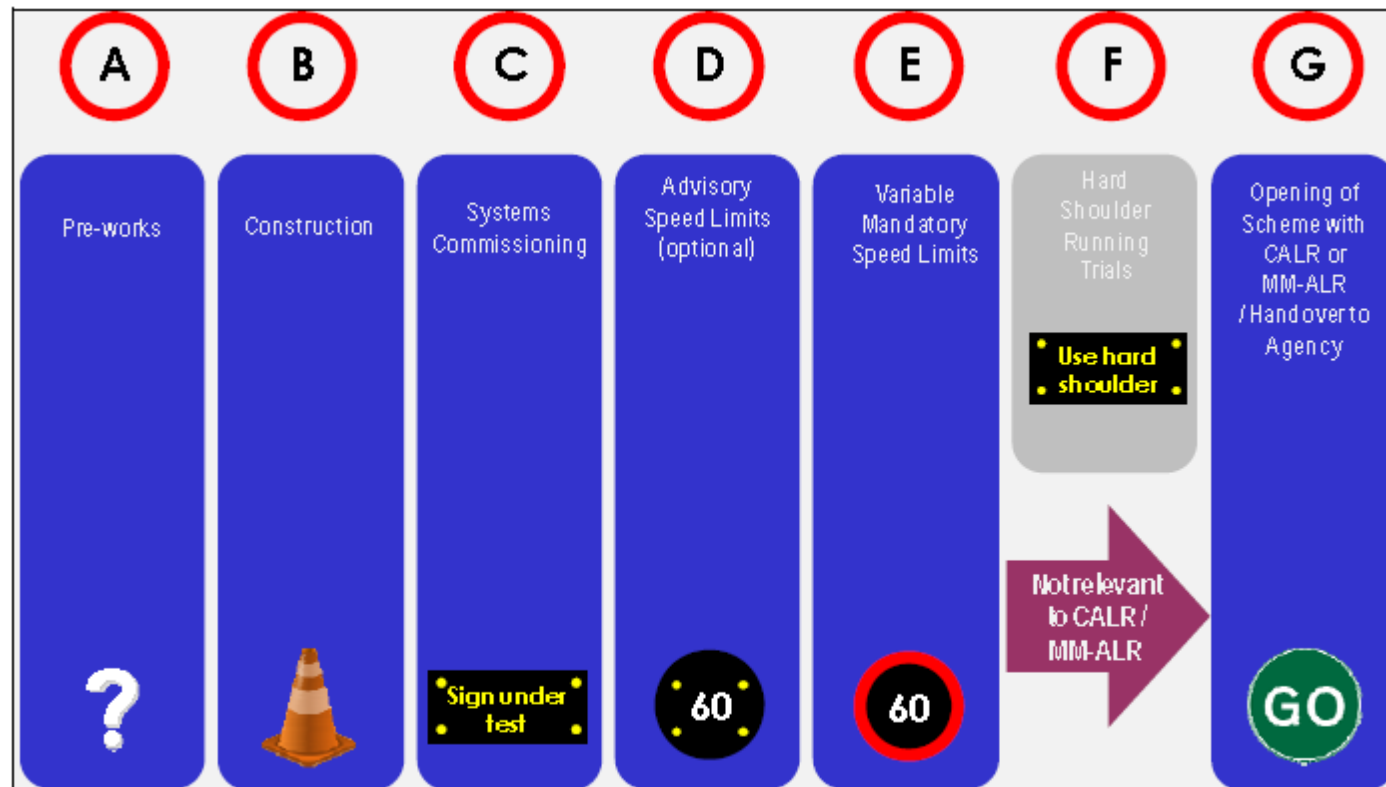 A
B
C
D
E
F
G
Pre-works
Construction
Systems
Commissioning
Sign under
test
Advisory
Speed Limits
(optional)
60
Variable
Mandatory
Speed Limits
60
Hard
Shoulder
Running
Trials
Use hard
shoulder
Not relevant
to CALR /
MM-ALR
Opening of
Scheme with
CALR or
MM-ALR
/ Handover to
Agency
GO
?